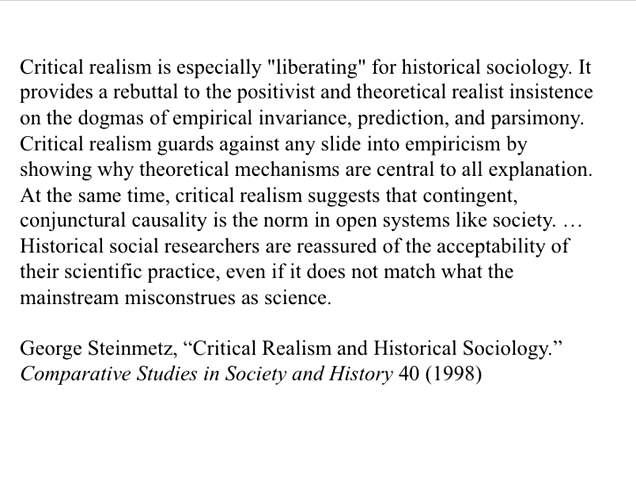 Critical realism is especially "liberating" for historical sociology. It
provides a rebuttal to the positivist and theoretical realist insistence
on the dogmas of empirical invariance, prediction, and parsimony.
Critical realism guards against any slide into empiricism by
showing why theoretical mechanisms are central to all explanation.
At the same time, critical realism suggests that contingent,
conjunctural causality is the norm in open systems like society. …
Historical social researchers are reassured of the acceptability of
their scientific practice, even if it does not match what the
mainstream misconstrues as science.
George Steinmetz, “Critical Realism and Historical Sociology.”
Comparative Studies in Society and History 40 (1998)